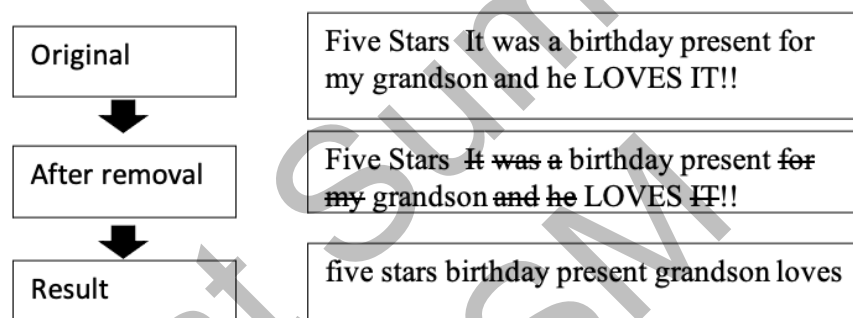 Original
Five Stars It was a birthday present for
my grandson and he LOVES IT!!
After removal
Five Stars It was a birthday present for
my grandson and he LOVES IT!!
Result
five stars birthday present grandson loves